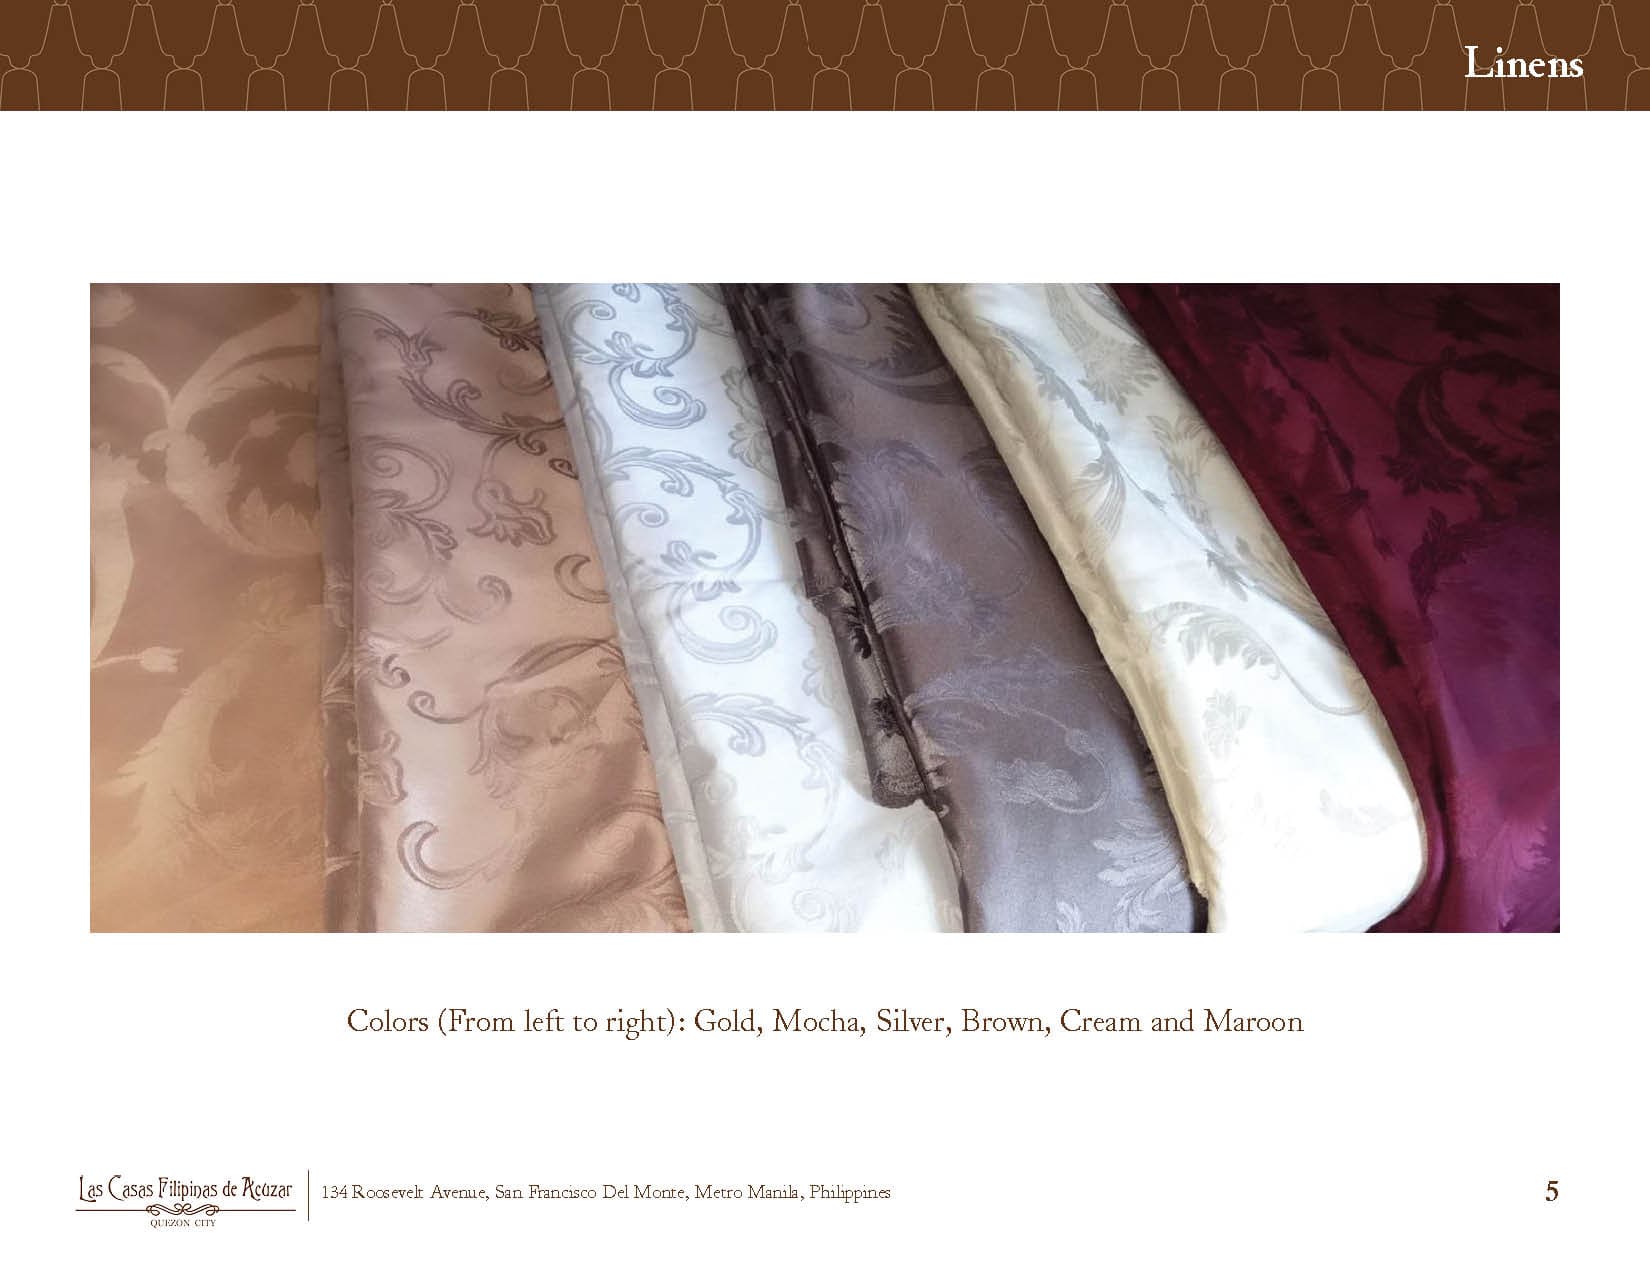 Linens
Colors (From left to right): Gold, Mocha, Silver, Brown, Cream and Maroon
Las Casas Filipinas de Acuzar
QUEZON CITY
134 Roosevelt Avenue, San Francisco Del Monte, Metro Manila, Philippines
5